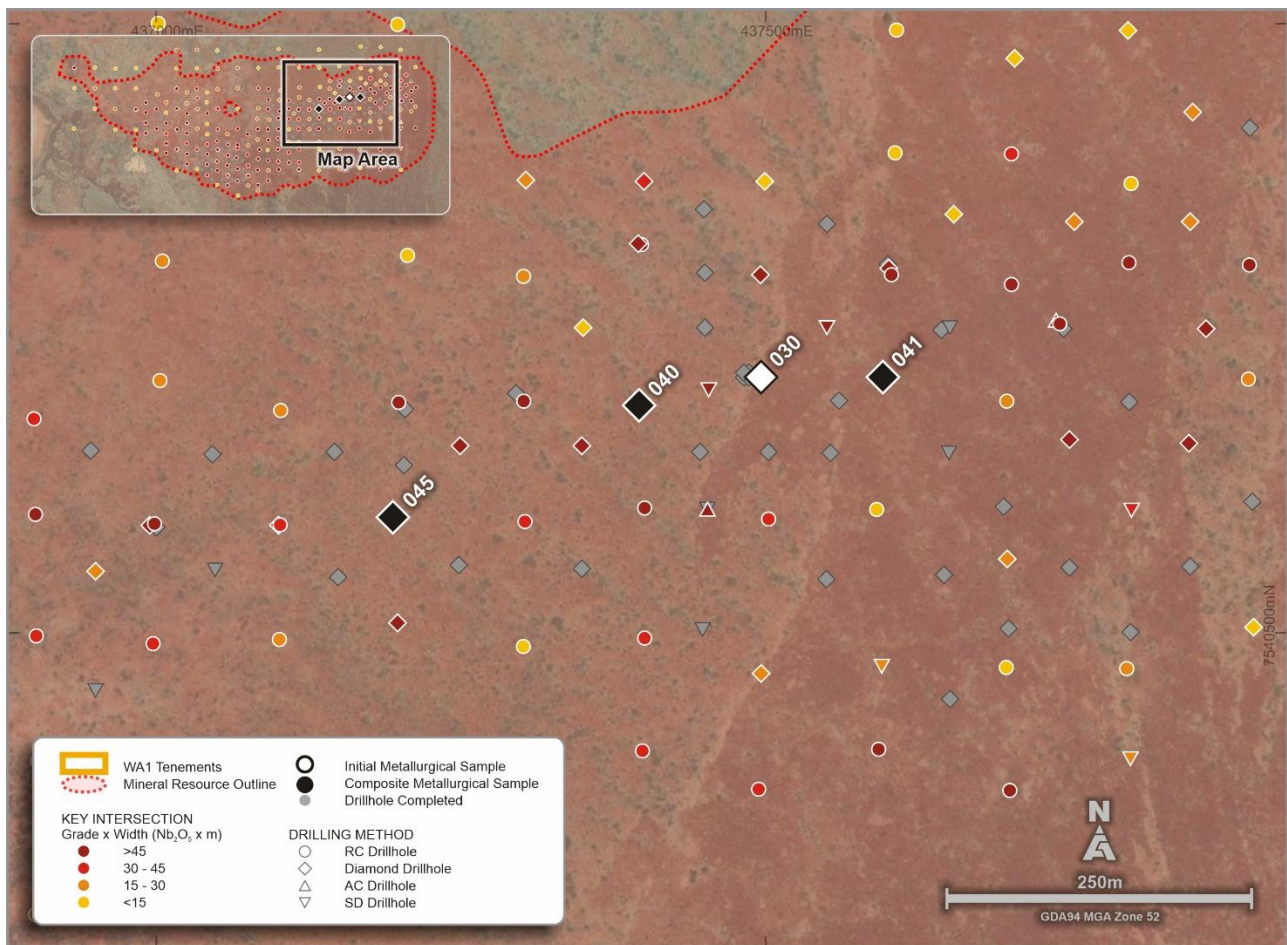 437000mE
437500mE
Map Area
030
041
040
045
7540500mN
WA1 Tenements
Mineral Resource Outline
KEY INTERSECTION
Grade x Width (Nb₂O₅ x m)
>45
30 - 45
15 - 30
<15
Initial Metallurgical Sample
Composite Metallurgical Sample
Drillhole Completed
DRILLING METHOD
RC Drillhole
Diamond Drillhole
AC Drillhole
SD Drillhole
N
250m
GDA94 MGA Zone 52